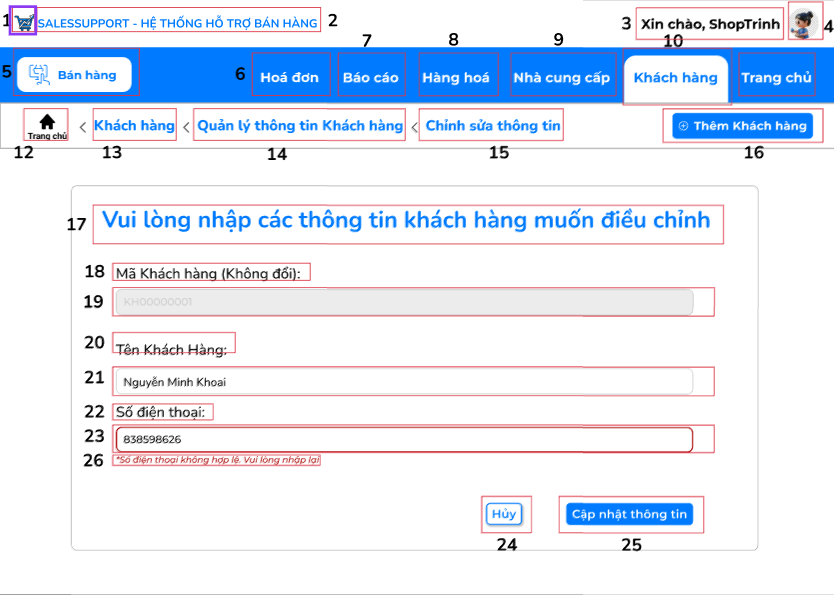 1 SALESSUPPORT - HỆ THỐNG HỖ TRỢ BÁN HÀNG 2
3 Xin chào, ShopTrinh 4
5 Bán hàng
6 Hoá đơn
7 Báo cáo
8 Hàng hoá
9 Nhà cung cấp
10 Khách hàng
Trang chủ
Trang chủ < Khách hàng < Quản lý thông tin Khách hàng < Chỉnh sửa thông tin
Thêm Khách hàng
12 13 14 15 16
17 Vui lòng nhập các thông tin khách hàng muốn điều chỉnh
18 Mã Khách hàng (Không đổi):
19 KH00000001
20 Tên Khách Hàng:
21 Nguyễn Minh Khoai
22 Số điện thoại:
23 838598626
26 *Số điện thoại không hợp lê. Vui lòng nhập lại
Hủy Cập nhật thông tin
24 25